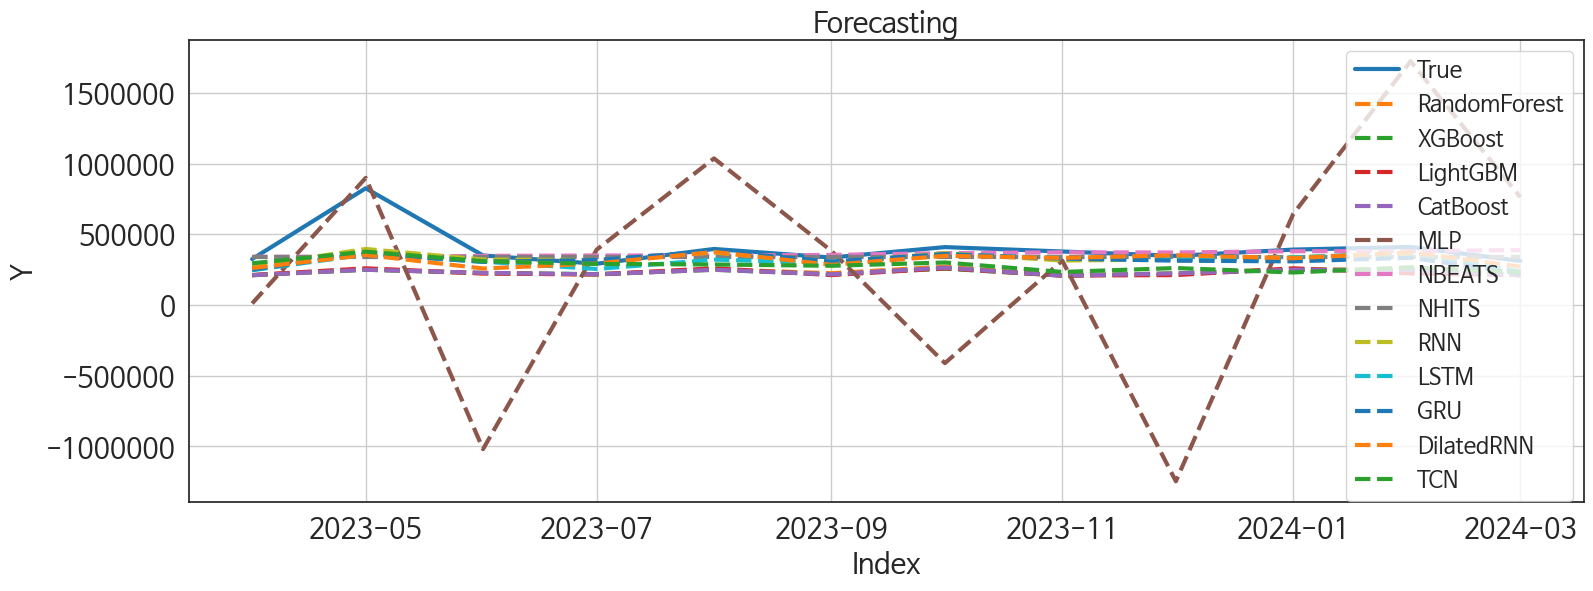 Forecasting
Y
1500000
1000000
500000
0
-500000
-1000000
2023-05
2023-07
2023-09
2023-11
2024-01
2024-03
Index
True
RandomForest
XGBoost
LightGBM
CatBoost
MLP
NBEATS
NHITS
RNN
LSTM
GRU
DilatedRNN
TCN